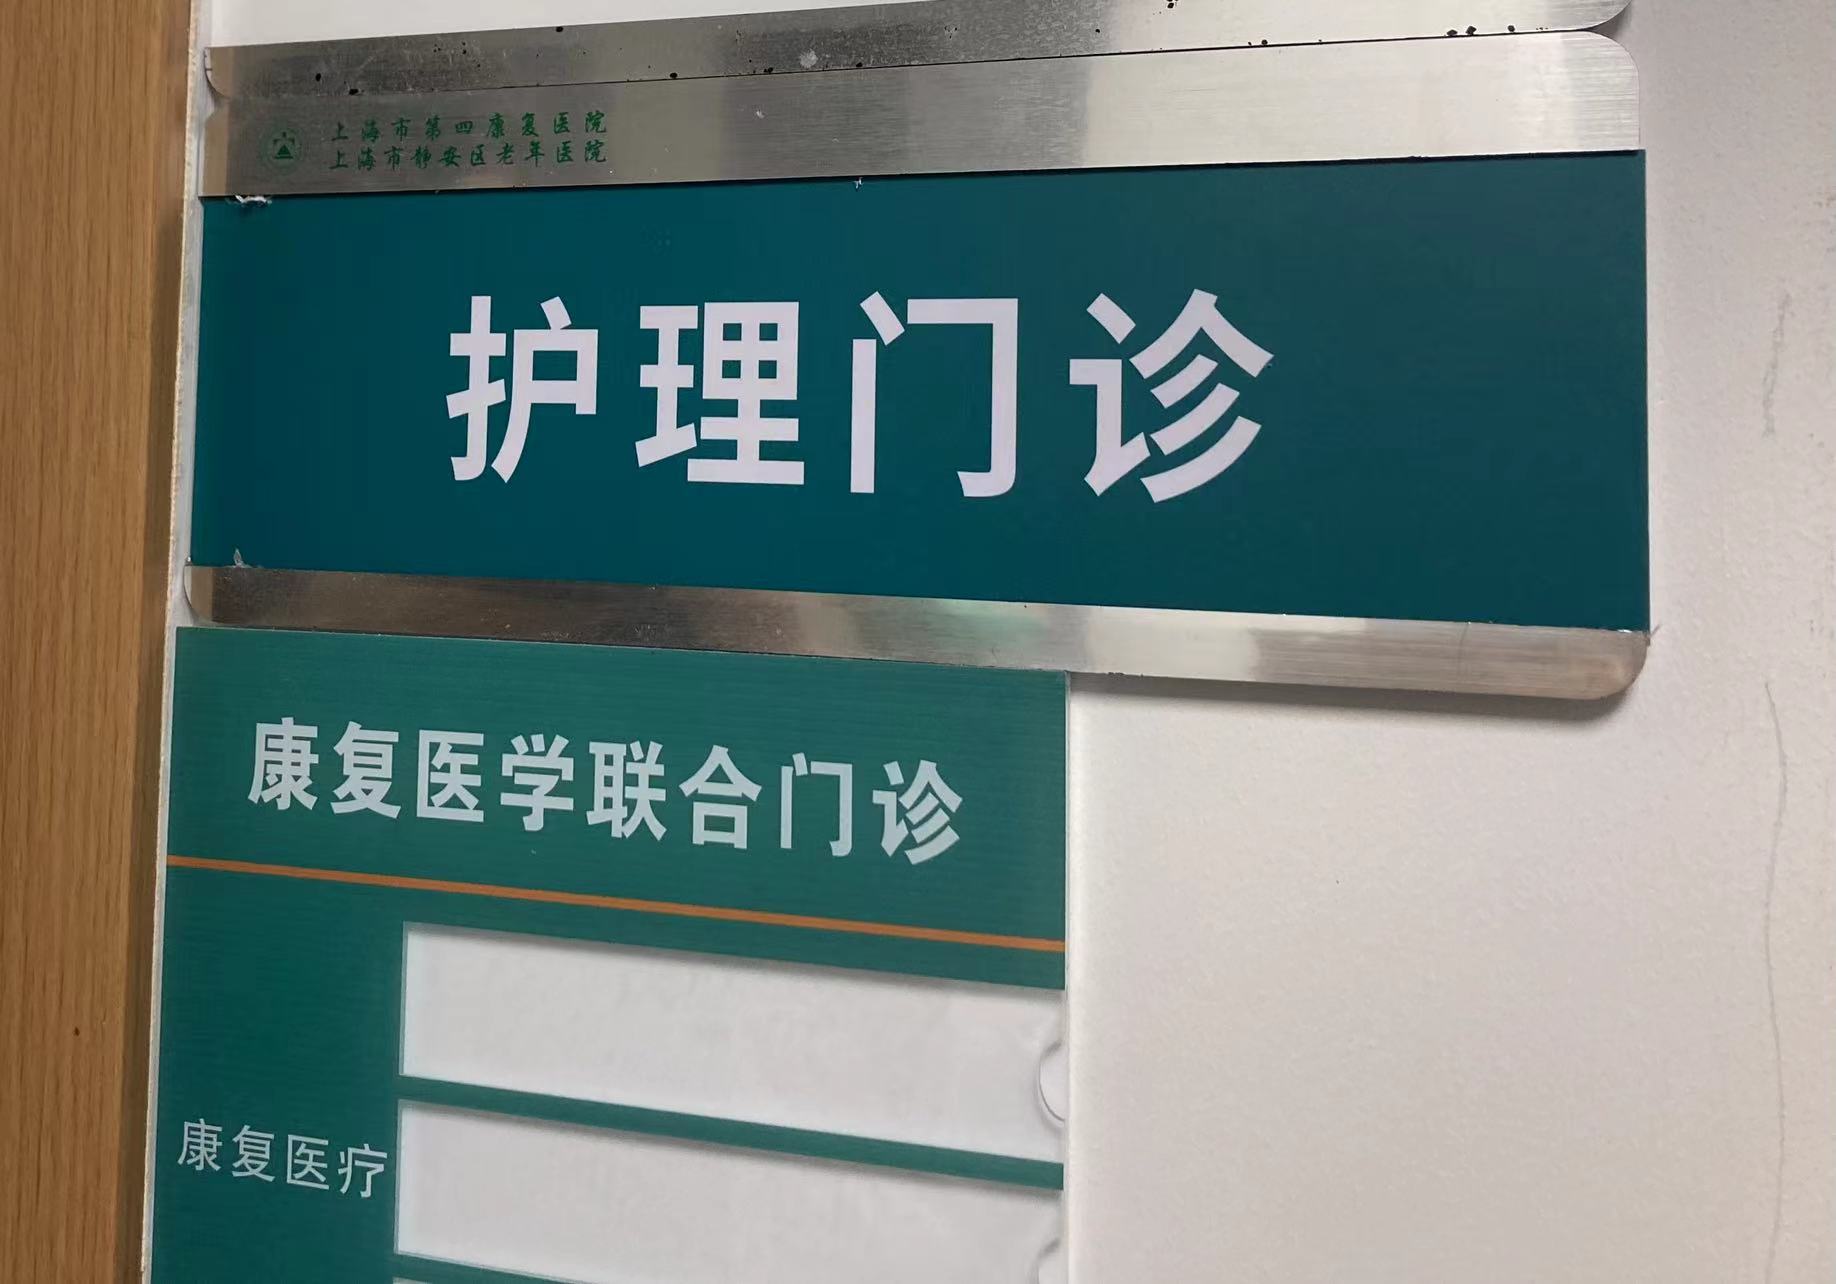 上海市第四康复医院
上海市静安区老年医院
护理门诊
康复医学联合门诊
康复医疗